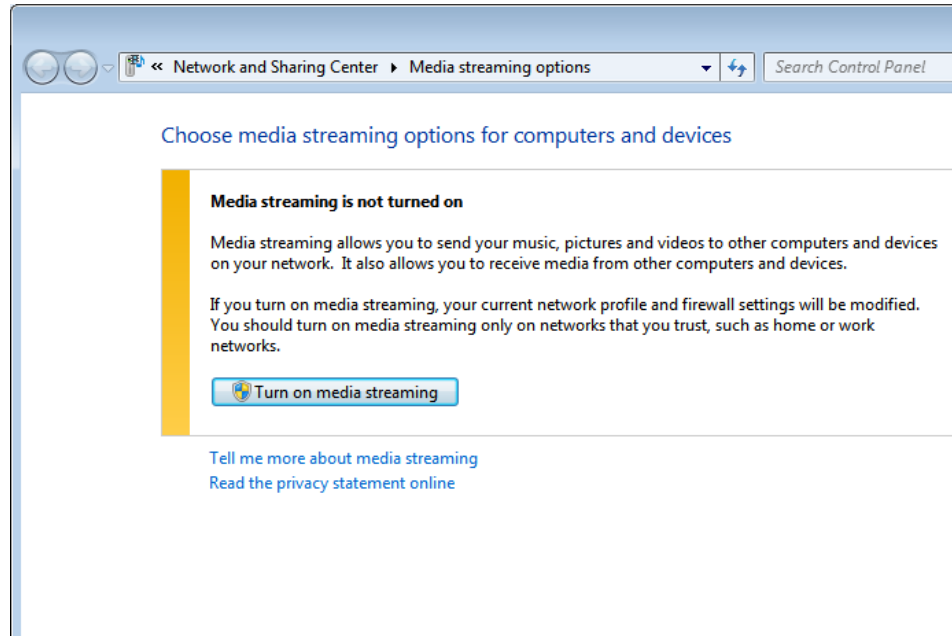 « Network and Sharing Center ▸ Media streaming options
Search Control Panel
Choose media streaming options for computers and devices
Media streaming is not turned on
Media streaming allows you to send your music, pictures and videos to other computers and devices
on your network.  It also allows you to receive media from other computers and devices.
If you turn on media streaming, your current network profile and firewall settings will be modified.
You should turn on media streaming only on networks that you trust, such as home or work
networks.
Turn on media streaming
Tell me more about media streaming
Read the privacy statement online